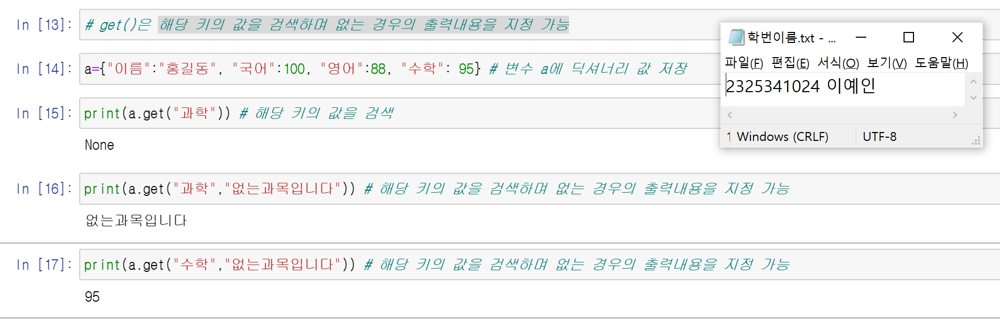 In [13]: # get()은 해당 키의 값을 검색하며 없는 경우의 출력내용을 지정 가능
In [14]: a={"이름":"홍길동", "국어":100, "영어":88, "수학": 95} # 변수 a에 딕셔너리 값 저장
In [15]: print(a.get("과학")) # 해당 키의 값을 검색
None
In [16]: print(a.get("과학","없는과목입니다")) # 해당 키의 값을 검색하며 없는 경우의 출력내용을 지정 가능
없는과목입니다
In [17]: print(a.get("수학","없는과목입니다")) # 해당 키의 값을 검색하며 없는 경우의 출력내용을 지정 가능
95
학번이름.txt - ...
파일(F) 편집(E) 서식(O) 보기(V) 도움말(H)
2325341024 이예인
1 Windows (CRLF) UTF-8